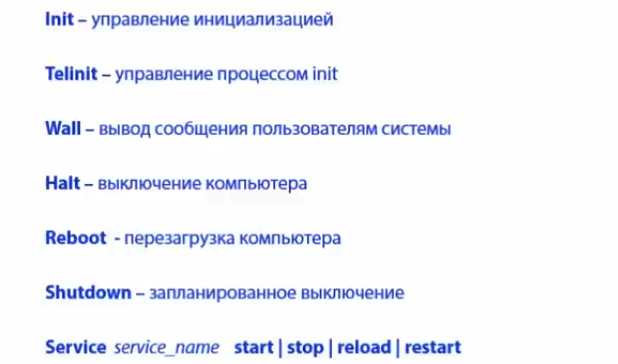 Init – управление инициализацией
Telinit – управление процессом init
Wall – вывод сообщения пользователям системы
Halt – выключение компьютера
Reboot - перезагрузка компьютера
Shutdown – запланированное выключение
Service service_name start | stop | reload | restart